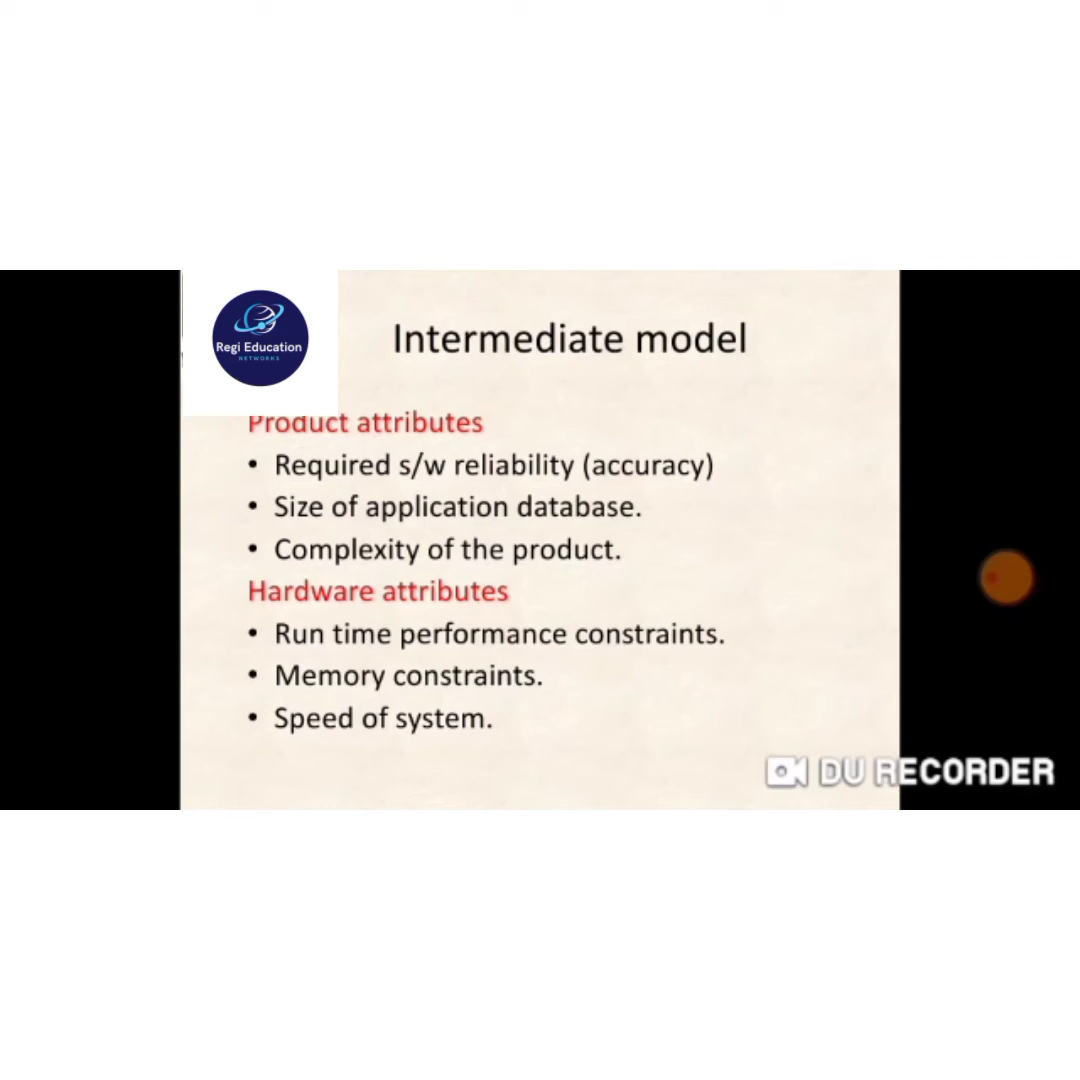 Regi Education
NETWORKS
Intermediate model
Product attributes
• Required s/w reliability (accuracy)
• Size of application database.
• Complexity of the product.
Hardware attributes
• Run time performance constraints.
• Memory constraints.
• Speed of system.
DU RECORDER